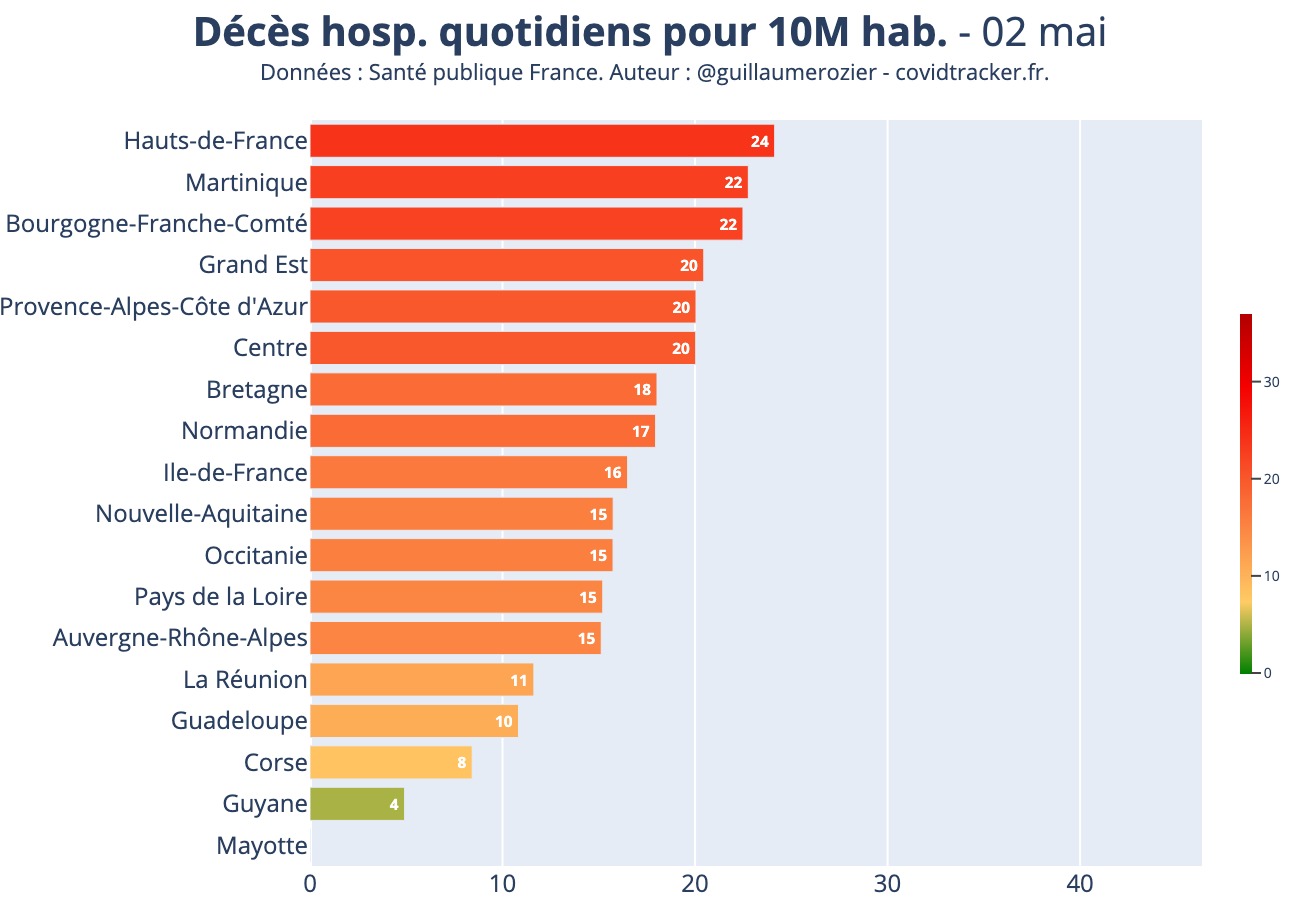 Décès hosp. quotidiens pour 10M hab. - 02 mai
Données : Santé publique France. Auteur : @guillaumerozier - covidtracker.fr.
Hauts-de-France 24
Martinique 22
Bourgogne-Franche-Comté 22
Grand Est 20
Provence-Alpes-Côte d'Azur 20
Centre 20
Bretagne 18
Normandie 17
Ile-de-France 16
Nouvelle-Aquitaine 15
Occitanie 15
Pays de la Loire 15
Auvergne-Rhône-Alpes 15
La Réunion 11
Guadeloupe 10
Corse 8
Guyane 4
Mayotte
0 10 20 30 40
30
20
10
0